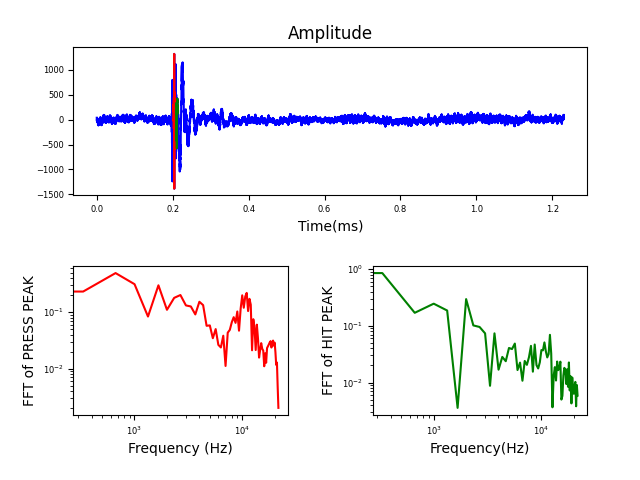 Amplitude
1000
500
0
−500
−1000
−1500
0.0 0.2 0.4 0.6 0.8 1.0 1.2
Time(ms)
FFT of PRESS PEAK
10⁻¹
10⁻²
10³ 10⁴
Frequency (Hz)
FFT of HIT PEAK
10⁰
10⁻¹
10⁻²
10³ 10⁴
Frequency(Hz)